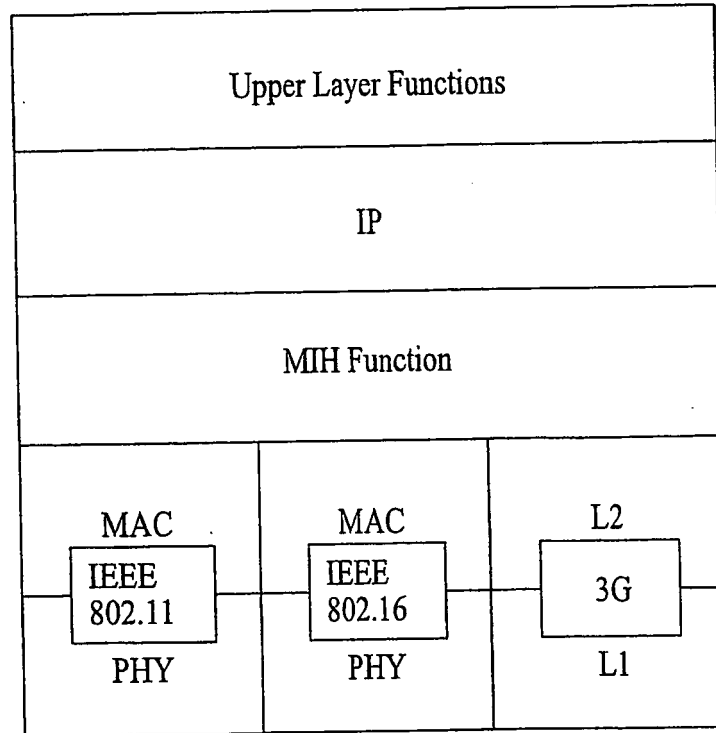 Upper Layer Functions
IP
MIH Function
MAC
IEEE
802.11
PHY
MAC
IEEE
802.16
PHY
L2
3G
L1